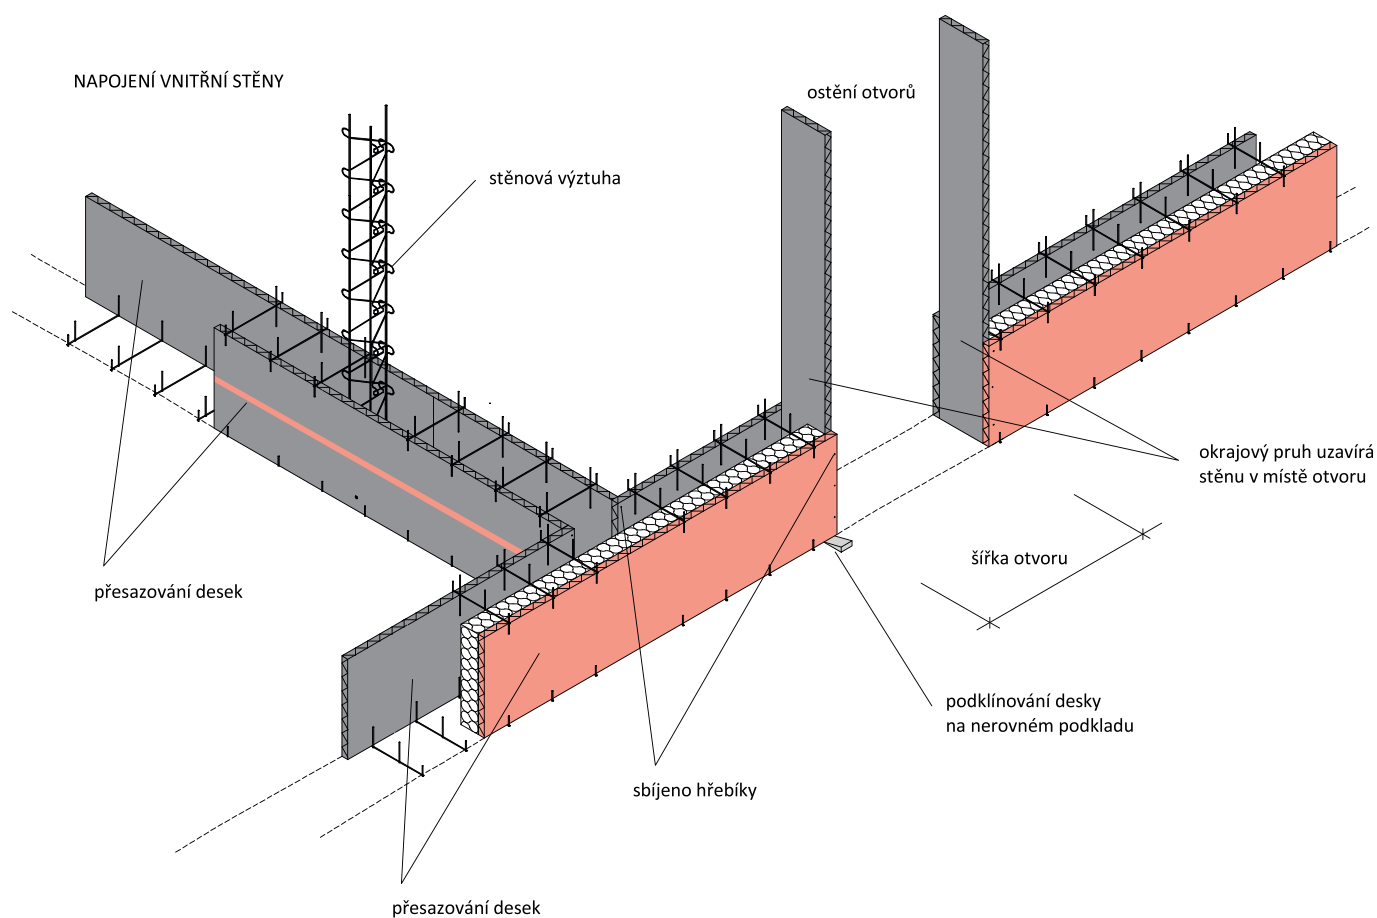 NAPOJENÍ VNITŘNÍ STĚNY
ostění otvorů
stěnová výztuha
okrajový pruh uzavírá
stěnu v místě otvoru
šířka otvoru
přesazování desek
podklínování desky
na nerovném podkladu
sbíjeno hřebíky
přesazování desek